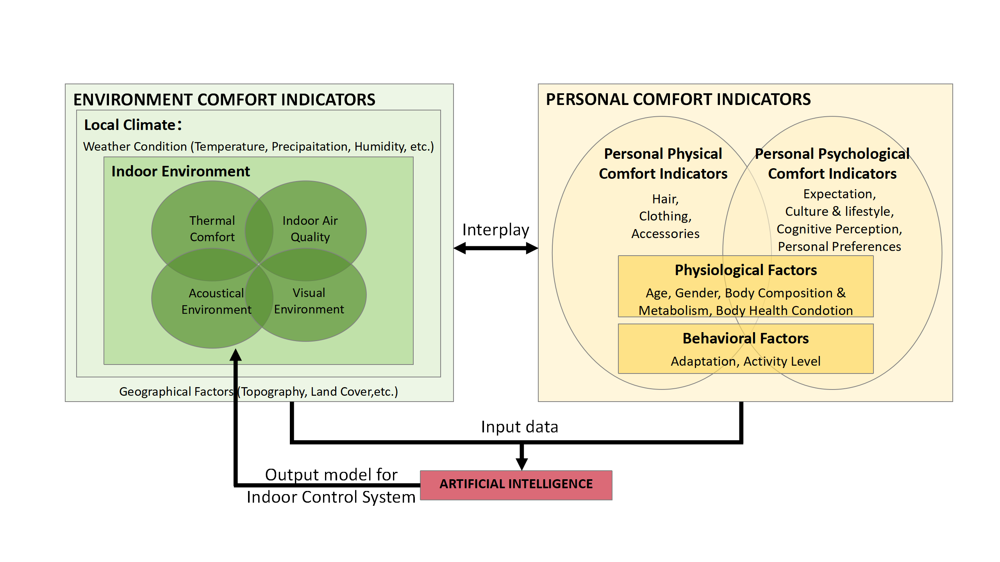 ENVIRONMENT COMFORT INDICATORS
Local Climate：
Weather Condition (Temperature, Precipaitation, Humidity, etc.)
Indoor Environment
Thermal
Comfort
Indoor Air
Quality
Acoustical
Environment
Visual
Environment
Geographical Factors (Topography, Land Cover,etc.)
Interplay
PERSONAL COMFORT INDICATORS
Personal Physical
Comfort Indicators
Hair,
Clothing,
Accessories
Personal Psychological
Comfort Indicators
Expectation,
Culture & lifestyle,
Cognitive Perception,
Personal Preferences
Physiological Factors
Age, Gender, Body Composition &
Metabolism, Body Health Condotion
Behavioral Factors
Adaptation, Activity Level
Input data
Output model for
Indoor Control System
ARTIFICIAL INTELLIGENCE